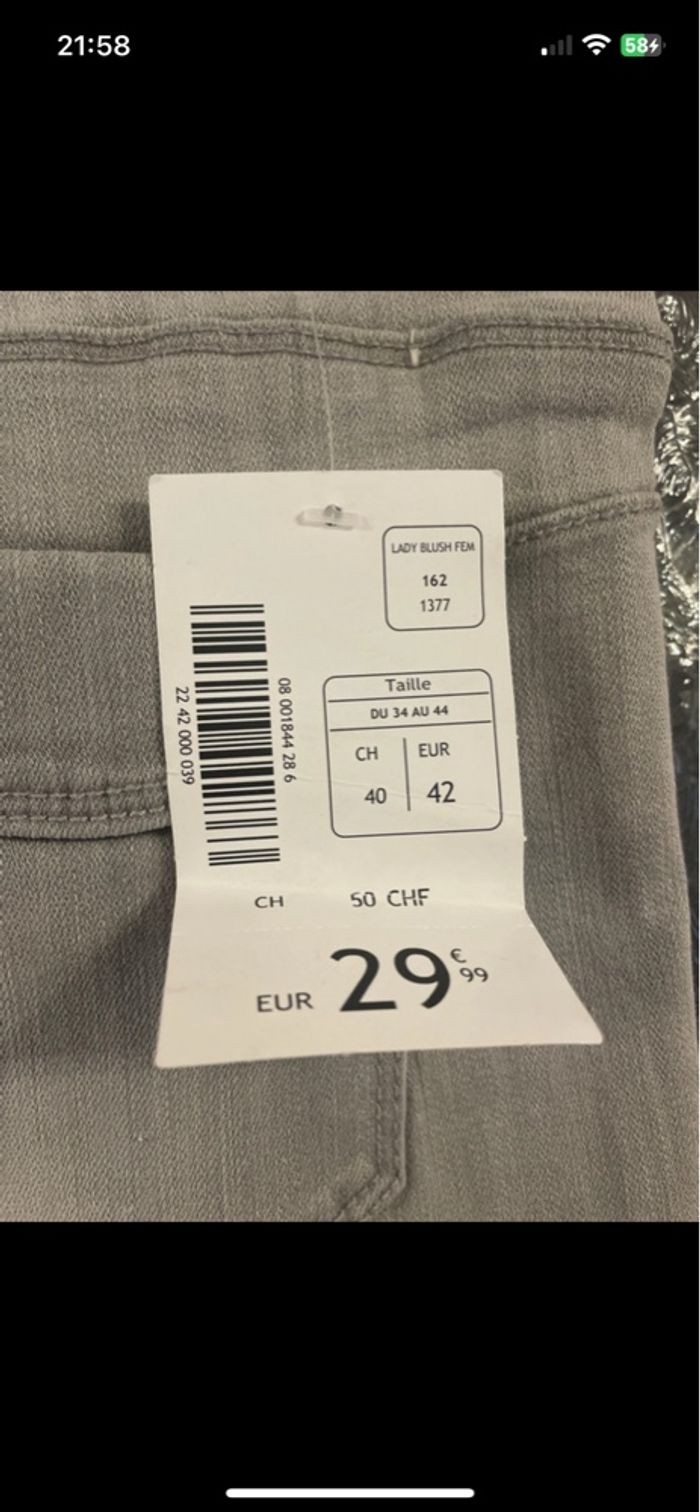 21:58
58
LADY BLUSH FEM
162
1377
08 001844 28 6
22 42 000 039
Taille
DU 34 AU 44
CH EUR
40 42
CH 50 CHF
EUR 29€99